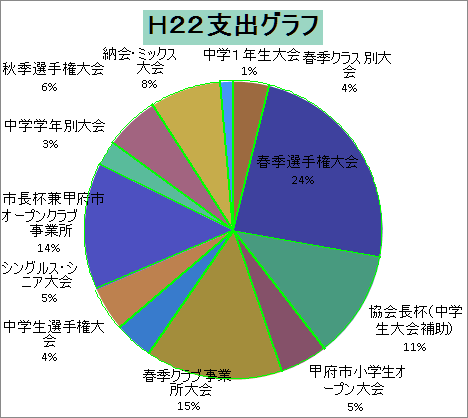 H22支出グラフ
春季クラス別大
会
4%
春季選手権大会
24%
協会長杯(中学
生大会補助)
11%
甲府市小学生オ
ープン大会
5%
春季クラブ事業
所大会
15%
中学生選手権大
会
4%
シングルス・シ
ニア大会
5%
市長杯兼甲府市
オープンクラブ
事業所
14%
中学学年別大会
3%
秋季選手権大会
6%
納会・ミックス
大会
8%
中学1年生大会
1%